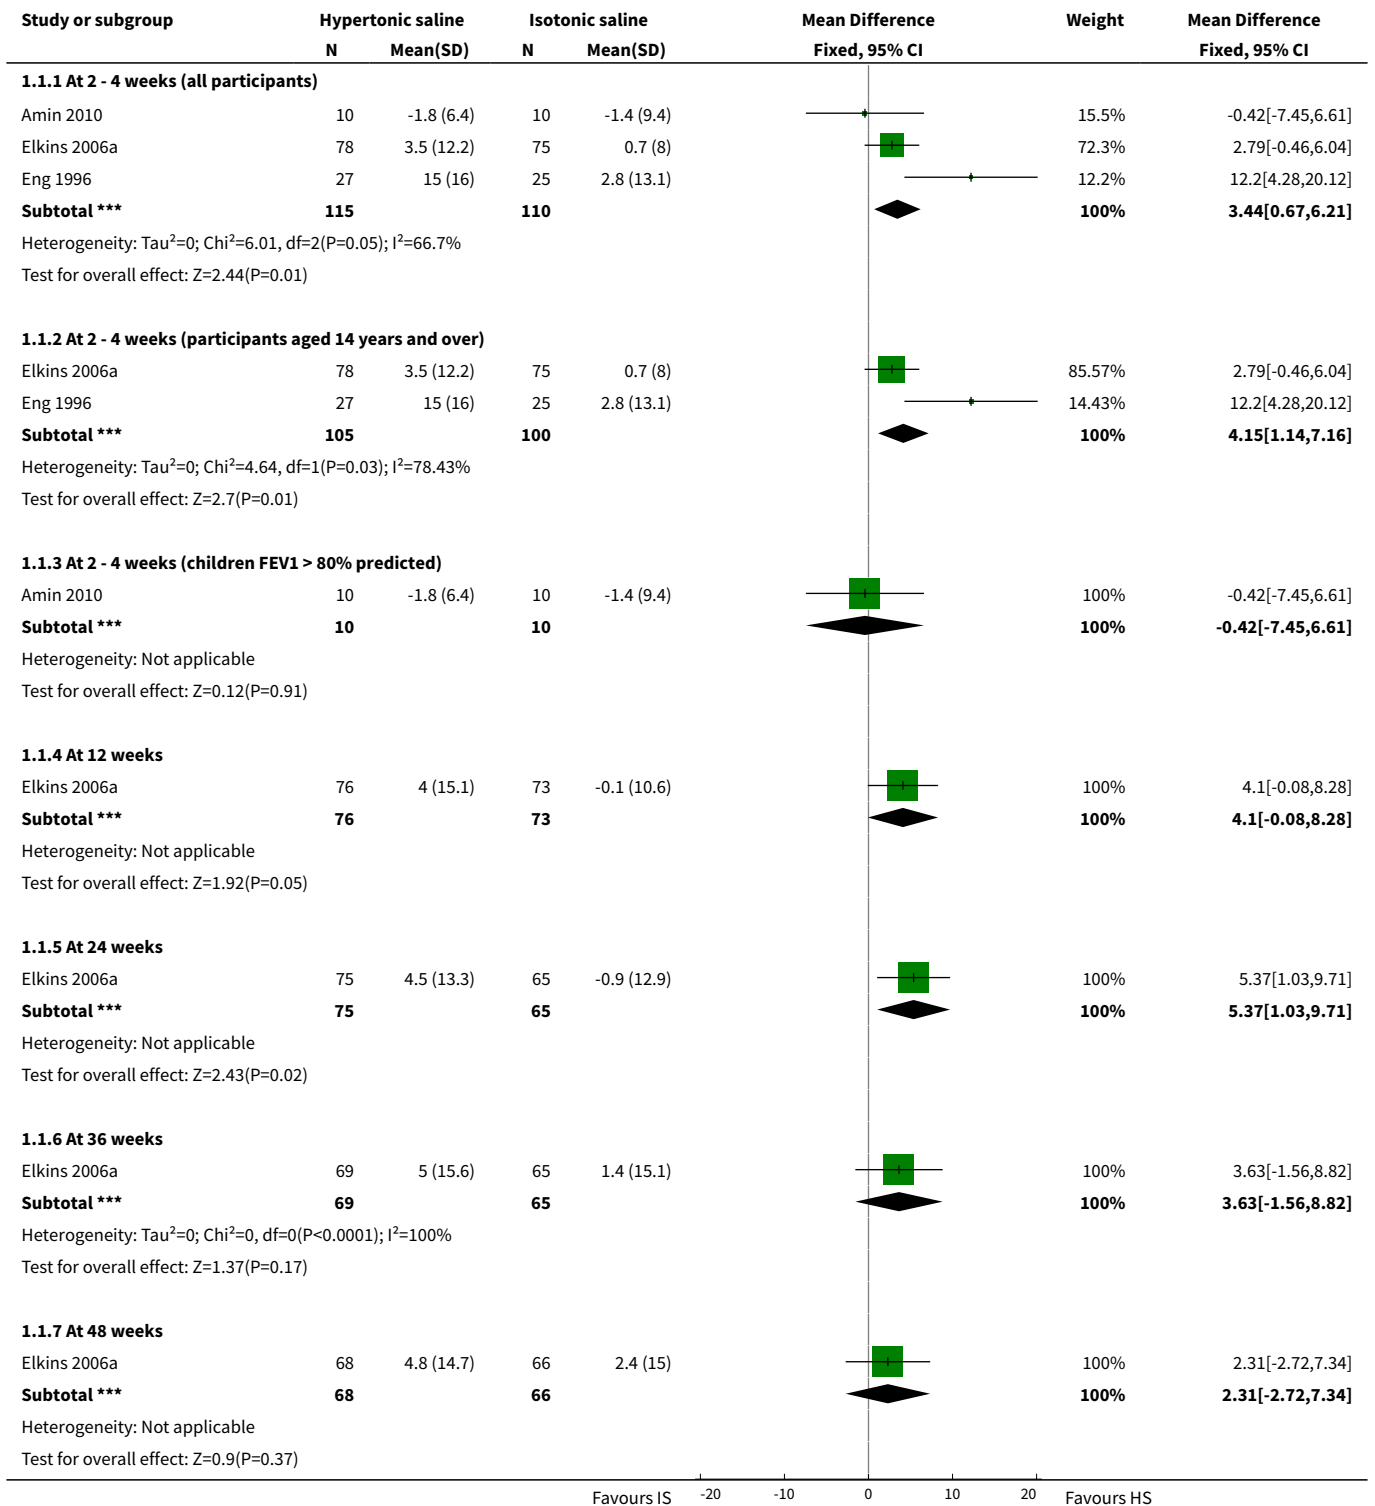 Study or subgroup Hypertonic saline Isotonic saline Mean Difference Weight Mean Difference
N Mean(SD) N Mean(SD) Fixed, 95% CI Fixed, 95% CI
1.1.1 At 2 - 4 weeks (all participants)
Amin 2010 10 -1.8 (6.4) 10 -1.4 (9.4) 15.5% -0.42[-7.45,6.61]
Elkins 2006a 78 3.5 (12.2) 75 0.7 (8) 72.3% 2.79[-0.46,6.04]
Eng 1996 27 15 (16) 25 2.8 (13.1) 12.2% 12.2[4.28,20.12]
Subtotal *** 115 110 100% 3.44[0.67,6.21]
Heterogeneity: Tau²=0; Chi²=6.01, df=2(P=0.05); I²=66.7%
Test for overall effect: Z=2.44(P=0.01)
1.1.2 At 2 - 4 weeks (participants aged 14 years and over)
Elkins 2006a 78 3.5 (12.2) 75 0.7 (8) 85.57% 2.79[-0.46,6.04]
Eng 1996 27 15 (16) 25 2.8 (13.1) 14.43% 12.2[4.28,20.12]
Subtotal *** 105 100 100% 4.15[1.14,7.16]
Heterogeneity: Tau²=0; Chi²=4.64, df=1(P=0.03); I²=78.43%
Test for overall effect: Z=2.7(P=0.01)
1.1.3 At 2 - 4 weeks (children FEV1 > 80% predicted)
Amin 2010 10 -1.8 (6.4) 10 -1.4 (9.4) 100% -0.42[-7.45,6.61]
Subtotal *** 10 10 100% -0.42[-7.45,6.61]
Heterogeneity: Not applicable
Test for overall effect: Z=0.12(P=0.91)
1.1.4 At 12 weeks
Elkins 2006a 76 4 (15.1) 73 -0.1 (10.6) 100% 4.1[-0.08,8.28]
Subtotal *** 76 73 100% 4.1[-0.08,8.28]
Heterogeneity: Not applicable
Test for overall effect: Z=1.92(P=0.05)
1.1.5 At 24 weeks
Elkins 2006a 75 4.5 (13.3) 65 -0.9 (12.9) 100% 5.37[1.03,9.71]
Subtotal *** 75 65 100% 5.37[1.03,9.71]
Heterogeneity: Not applicable
Test for overall effect: Z=2.43(P=0.02)
1.1.6 At 36 weeks
Elkins 2006a 69 5 (15.6) 65 1.4 (15.1) 100% 3.63[-1.56,8.82]
Subtotal *** 69 65 100% 3.63[-1.56,8.82]
Heterogeneity: Tau²=0; Chi²=0, df=0(P<0.0001); I²=100%
Test for overall effect: Z=1.37(P=0.17)
1.1.7 At 48 weeks
Elkins 2006a 68 4.8 (14.7) 66 2.4 (15) 100% 2.31[-2.72,7.34]
Subtotal *** 68 66 100% 2.31[-2.72,7.34]
Heterogeneity: Not applicable
Test for overall effect: Z=0.9(P=0.37)
Favours IS -20 -10 0 10 20 Favours HS